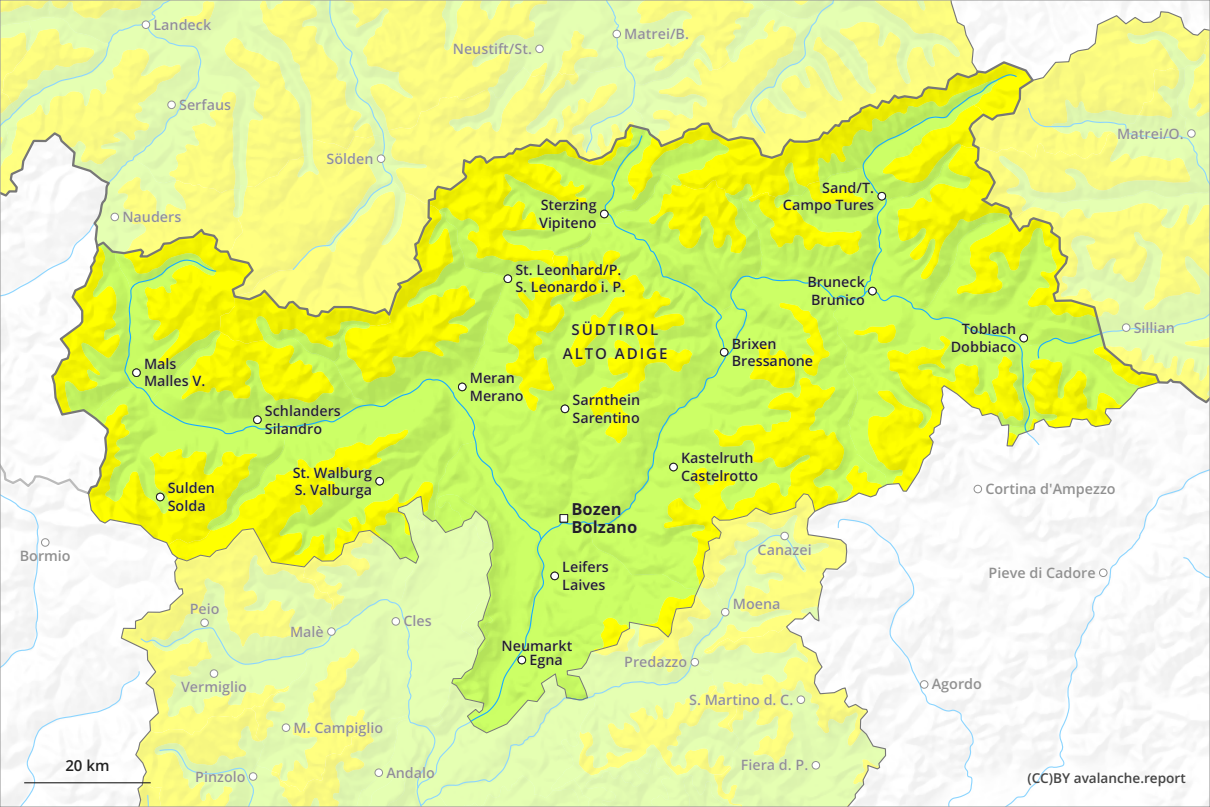 Landeck
Matrei/B.
Neustift/St.
Serfaus
Matrei/O.
Sölden
Sand/T.
Campo Tures
Sterzing
Vipiteno
Nauders
St. Leonhard/P.
S. Leonardo i. P.
Bruneck
Brunico
SÜDTIROL
ALTO ADIGE
Toblach
Dobbiaco
Sillian
Brixen
Bressanone
Mals
Malles V.
Meran
Merano
Sarnthein
Sarentino
Schlanders
Silandro
Kastelruth
Castelrotto
St. Walburg
S. Valburga
Sulden
Solda
Cortina d'Ampezzo
Bozen
Bolzano
Bormio
Canazei
Leifers
Laives
Pieve di Cadore
Peio
Moena
Cles
Malè
Neumarkt
Egna
Predazzo
Vermiglio
Agordo
S. Martino d. C.
M. Campiglio
20 km
Pinzolo
Andalo
Fiera d. P.
(CC)BY avalanche.report